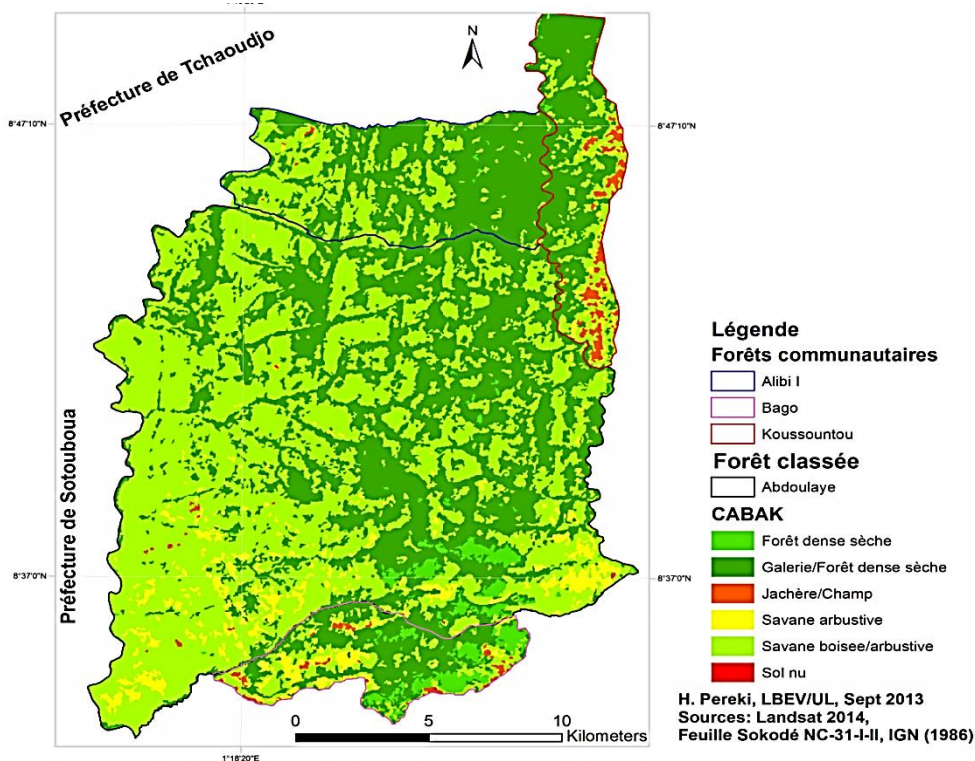 N
Préfecture de Tchaoudjo
8°47'10"N
8°47'10"N
Préfecture de Sotouboua
8°37'0"N
8°37'0"N
0 5 10
Kilometers
1°18'20"E
Légende
Forêts communautaires
Alibi I
Bago
Koussountou
Forêt classée
Abdoulaye
CABAK
Forêt dense sèche
Galerie/Forêt dense sèche
Jachère/Champ
Savane arbustive
Savane boisee/arbustive
Sol nu
H. Pereki, LBEV/UL, Sept 2013
Sources: Landsat 2014,
Feuille Sokodé NC-31-I-II, IGN (1986)